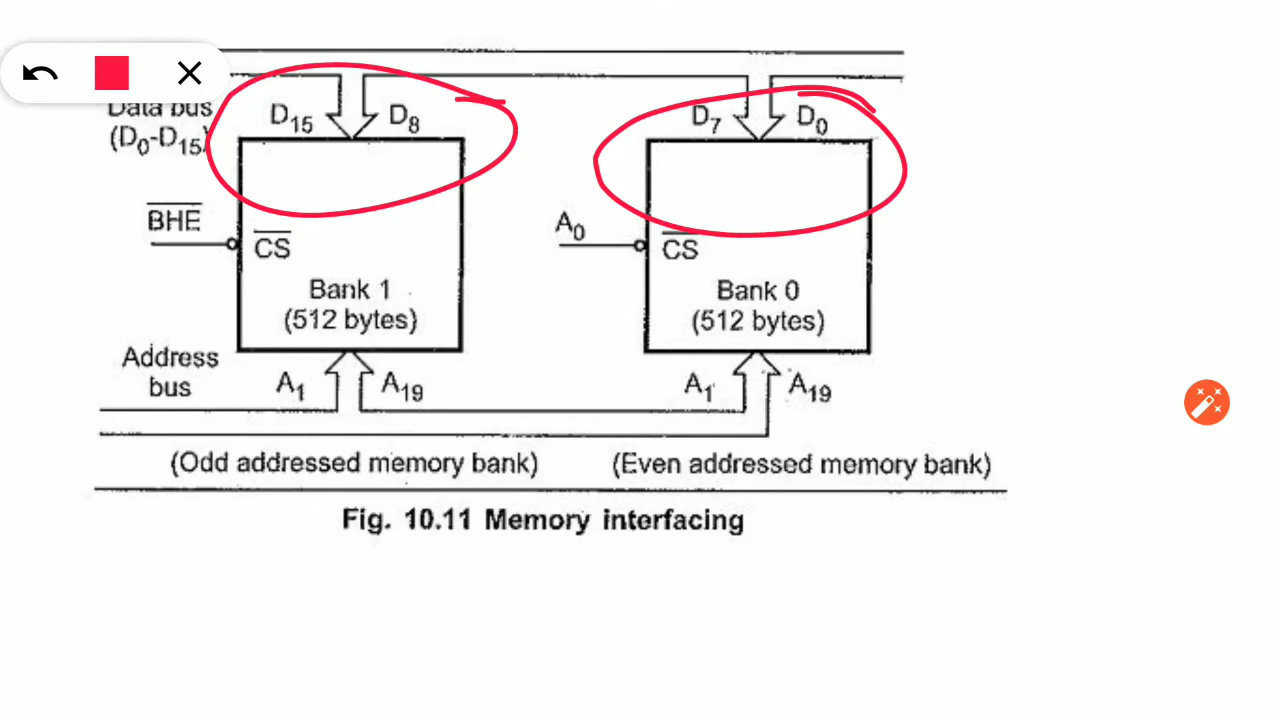 Data bus
(D0-D15)
D15 D8
D7 D0
BHE
CS
A0
CS
Bank 1
(512 bytes)
Bank 0
(512 bytes)
Address
bus
A1 A19
A1 A19
(Odd addressed memory bank)
(Even addressed memory bank)
Fig. 10.11 Memory interfacing